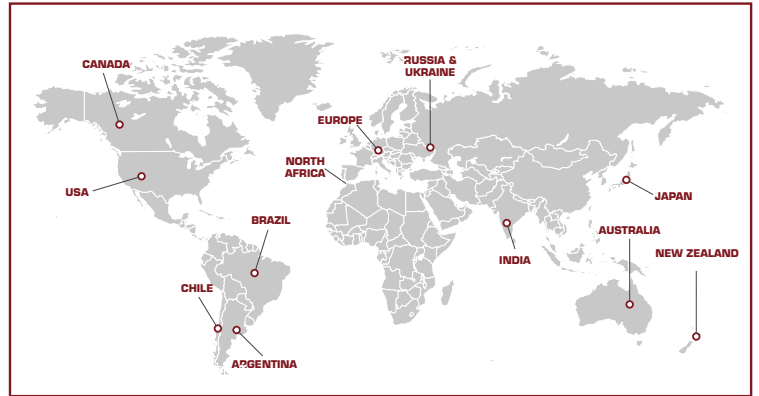 CANADA
RUSSIA &
UKRAINE
EUROPE
NORTH
AFRICA
USA
JAPAN
BRAZIL
AUSTRALIA
NEW ZEALAND
INDIA
CHILE
ARGENTINA